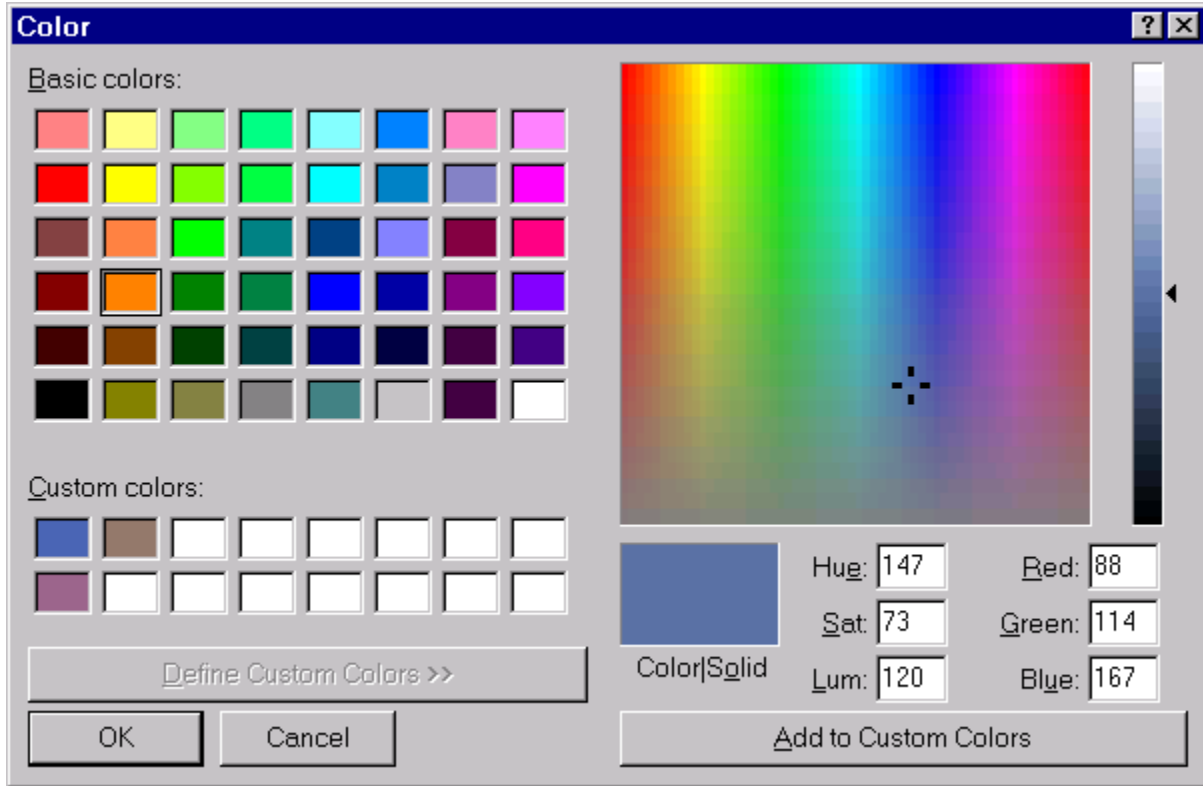 Color
Basic colors:
Custom colors:
Define Custom Colors >>
OK Cancel
Color|Solid
Hue: 147 Red: 88
Sat: 73 Green: 114
Lum: 120 Blue: 167
Add to Custom Colors